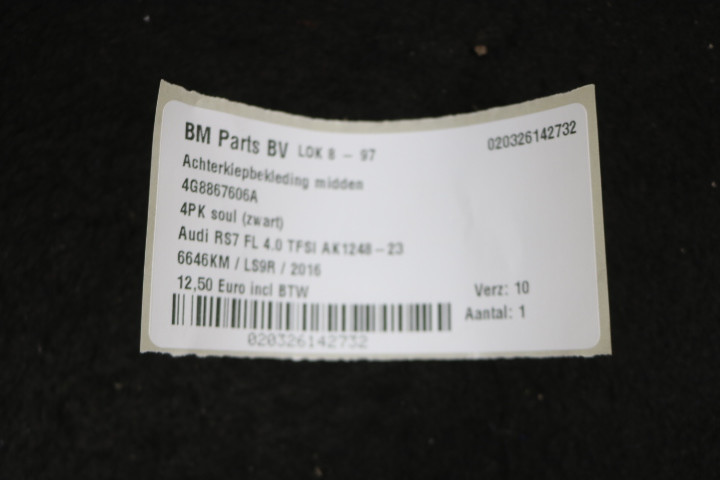 BM Parts BV LOK 8 - 97
020326142732
Achterklepbekleding midden
4G8867606A
4PK soul (zwart)
Audi RS7 FL 4.0 TFSI AK1248-23
6646KM / LS9R / 2016
12,50 Euro incl BTW
Verz: 10
Aantal: 1
020326142732